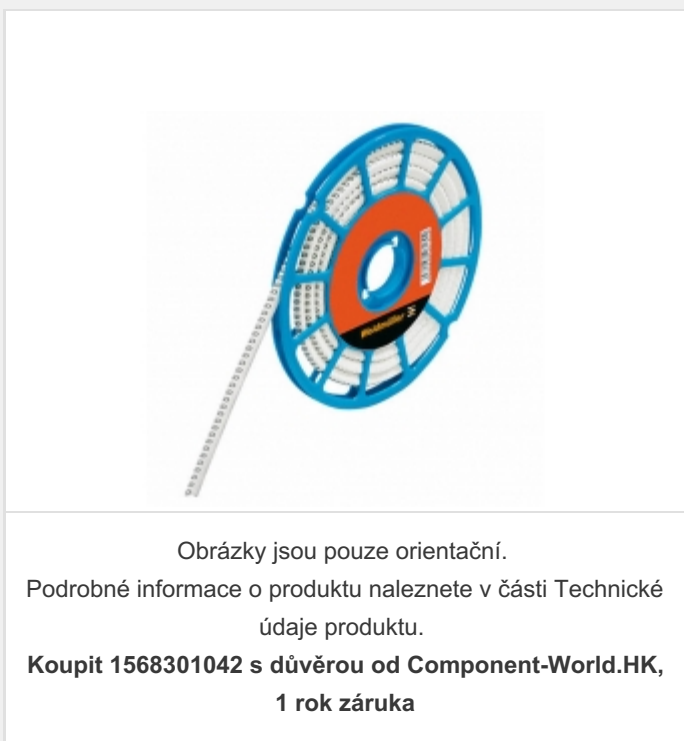 Weidmüller
Obrázky jsou pouze orientační.
Podrobné informace o produktu naleznete v části Technické
údaje produktu.
Koupit 1568301042 s důvěrou od Component-World.HK,
1 rok záruka